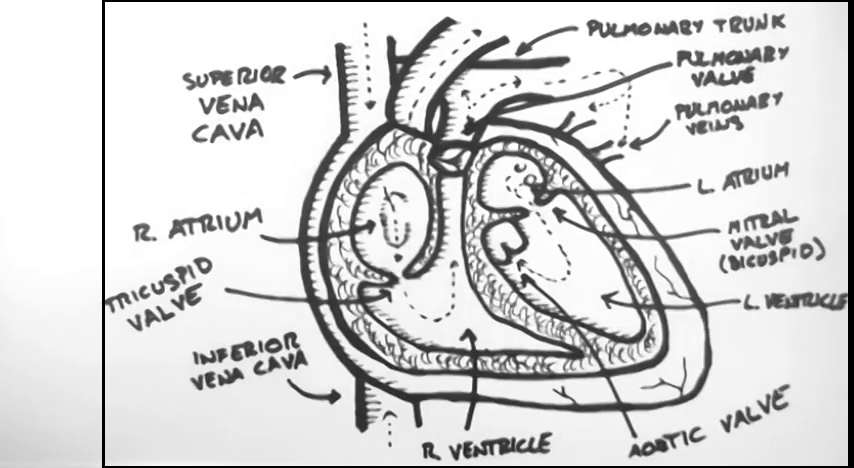 PULMONARY TRUNK
PULMONARY
VALVE
SUPERIOR
VENA
CAVA
PULMONARY
VEINS
L. ATRIUM
R. ATRIUM
MITRAL
VALVE
(BICUSPID)
TRICUSPID
VALVE
L. VENTRICLE
INFERIOR
VENA CAVA
R. VENTRICLE
AORTIC VALVE